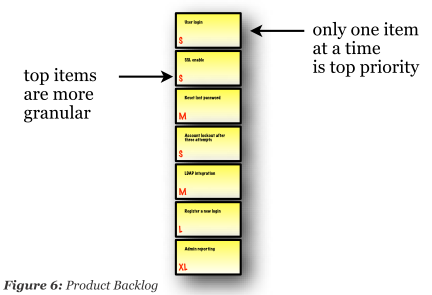 User login
S
only one item
at a time
is top priority
SSL enable
S
top items
are more
granular
Reset lost password
M
Account lockout after
three attempts
S
LDAP integration
M
Register a new login
L
Admin reporting
XL
Figure 6: Product Backlog